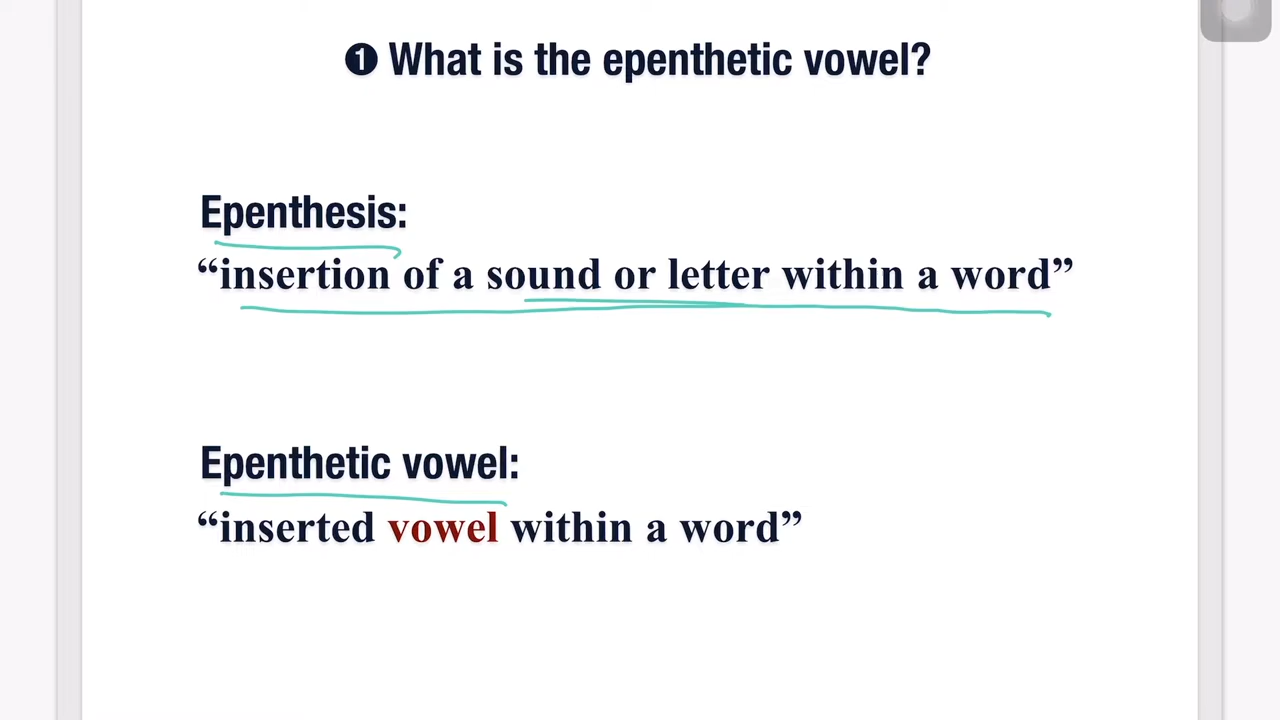 ❶ What is the epenthetic vowel?
Epenthesis:
“insertion of a sound or letter within a word”
Epenthetic vowel:
“inserted vowel within a word”